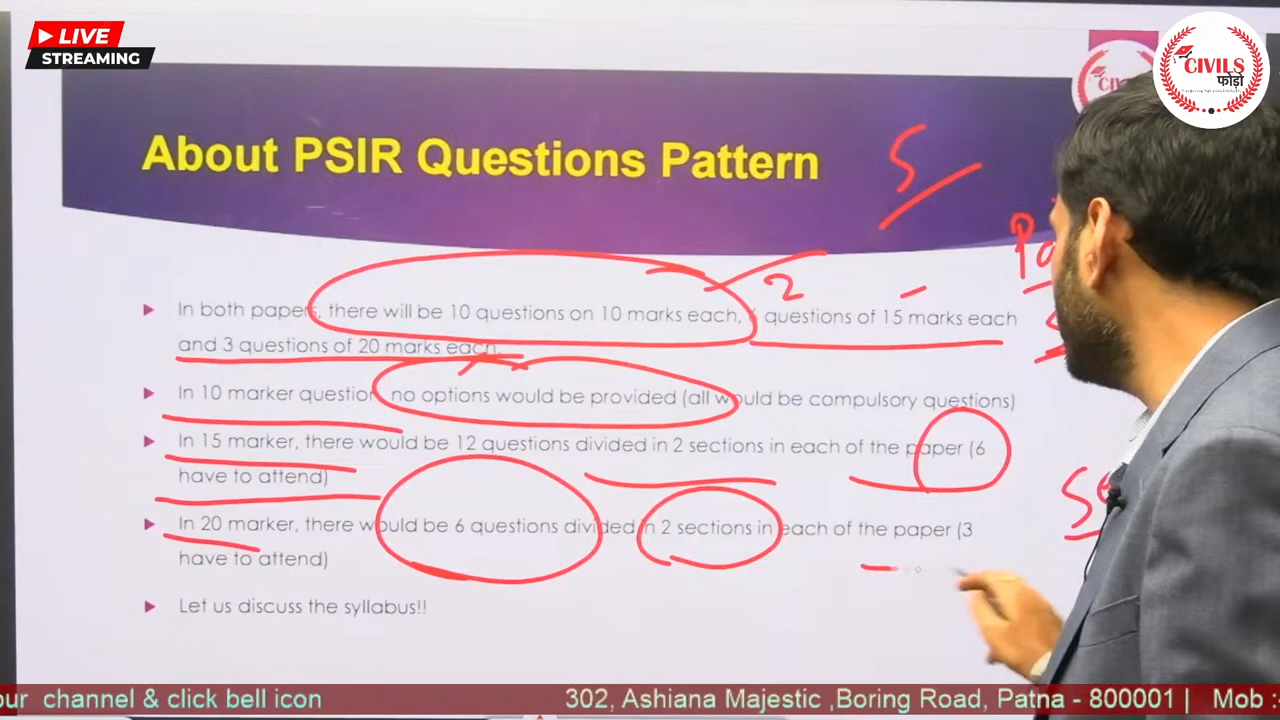 LIVE
STREAMING
CIVILS
फोड़ो
About PSIR Questions Pattern
5
2
In both papers, there will be 10 questions on 10 marks each, questions of 15 marks each
and 3 questions of 20 marks each.
In 10 marker question no options would be provided (all would be compulsory questions)
In 15 marker, there would be 12 questions divided in 2 sections in each of the paper (6
have to attend)
In 20 marker, there would be 6 questions divided in 2 sections in each of the paper (3
have to attend)
Let us discuss the syllabus!!
our channel & click bell icon 302, Ashiana Majestic ,Boring Road, Patna - 800001 | Mob :